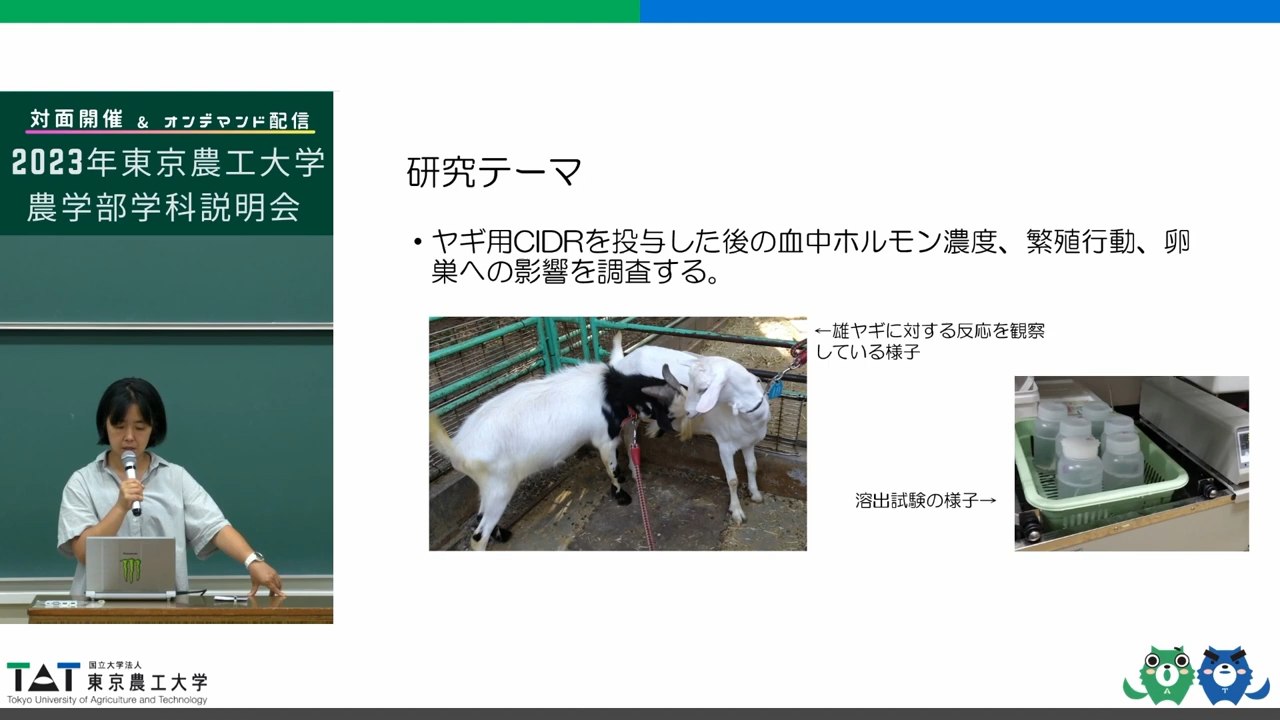 対面開催 & オンデマンド配信
2023年東京農工大学
農学部学科説明会
研究テーマ
• ヤギ用CIDRを投与した後の血中ホルモン濃度、繁殖行動、卵
巣への影響を調査する。
←雄ヤギに対する反応を観察
している様子
溶出試験の様子→
TAT
国立大学法人
東京農工大学
Tokyo University of Agriculture and Technology
A
T